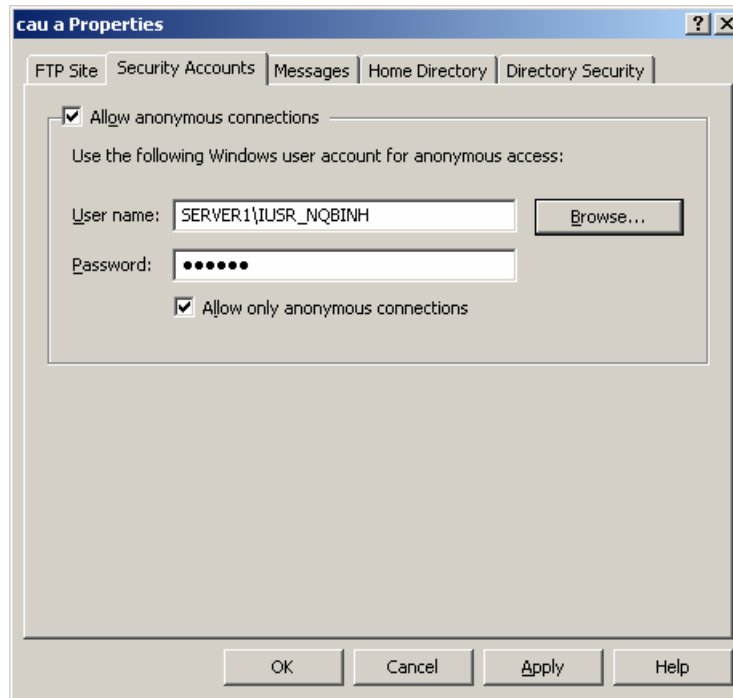 cau a Properties
FTP Site Security Accounts Messages Home Directory Directory Security
Allow anonymous connections
Use the following Windows user account for anonymous access:
User name: SERVER1\IUSR_NQBINH Browse...
Password: ●●●●●●
Allow only anonymous connections
OK Cancel Apply Help